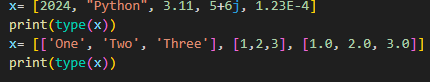 x= [2024, "Python", 3.11, 5+6j, 1.23E-4]
print(type(x))
x= [['One', 'Two', 'Three'], [1,2,3], [1.0, 2.0, 3.0]]
print(type(x))